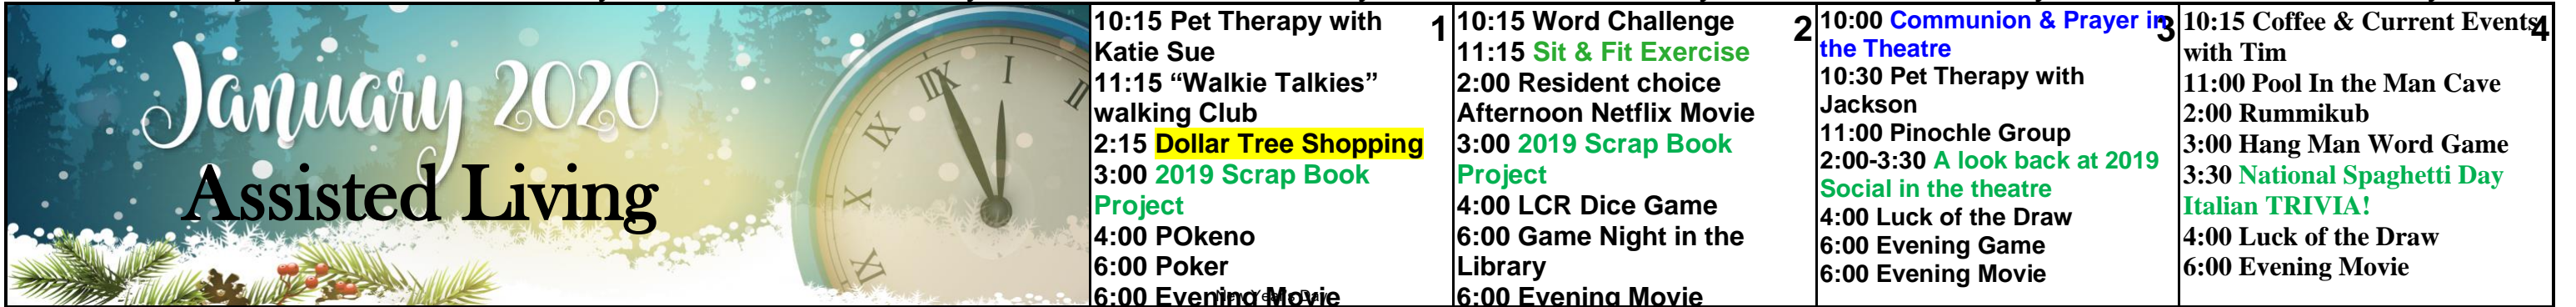 January 2020
Assisted Living
1
10:15 Pet Therapy with
Katie Sue
11:15 “Walkie Talkies”
walking Club
2:15 Dollar Tree Shopping
3:00 2019 Scrap Book
Project
4:00 POkeno
6:00 Poker
6:00 Evening Movie
New Year's Day
2
10:15 Word Challenge
11:15 Sit & Fit Exercise
2:00 Resident choice
Afternoon Netflix Movie
3:00 2019 Scrap Book
Project
4:00 LCR Dice Game
6:00 Game Night in the
Library
6:00 Evening Movie
3
10:00 Communion & Prayer in
the Theatre
10:30 Pet Therapy with
Jackson
11:00 Pinochle Group
2:00-3:30 A look back at 2019
Social in the theatre
4:00 Luck of the Draw
6:00 Evening Game
6:00 Evening Movie
4
10:15 Coffee & Current Events
with Tim
11:00 Pool In the Man Cave
2:00 Rummikub
3:00 Hang Man Word Game
3:30 National Spaghetti Day
Italian TRIVIA!
4:00 Luck of the Draw
6:00 Evening Movie
XII
I
II
IX
X
IX